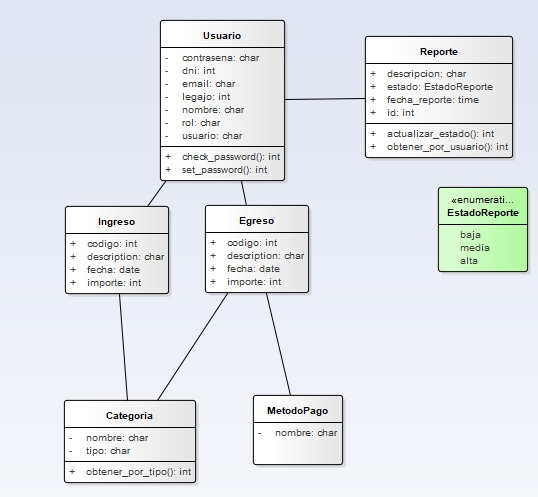 Usuario
- contrasena: char
- dni: int
- email: char
- legajo: int
- nombre: char
- rol: char
- usuario: char
+ check_password(): int
+ set_password(): int
Reporte
+ descripcion: char
+ estado: EstadoReporte
+ fecha_reporte: time
+ id: int
+ actualizar_estado(): int
+ obtener_por_usuario(): int
«enumerati...
EstadoReporte
baja
media
alta
Ingreso
+ codigo: int
+ description: char
+ fecha: date
+ importe: int
Egreso
+ codigo: int
+ description: char
+ fecha: date
+ importe: int
Categoria
- nombre: char
- tipo: char
+ obtener_por_tipo(): int
MetodoPago
- nombre: char